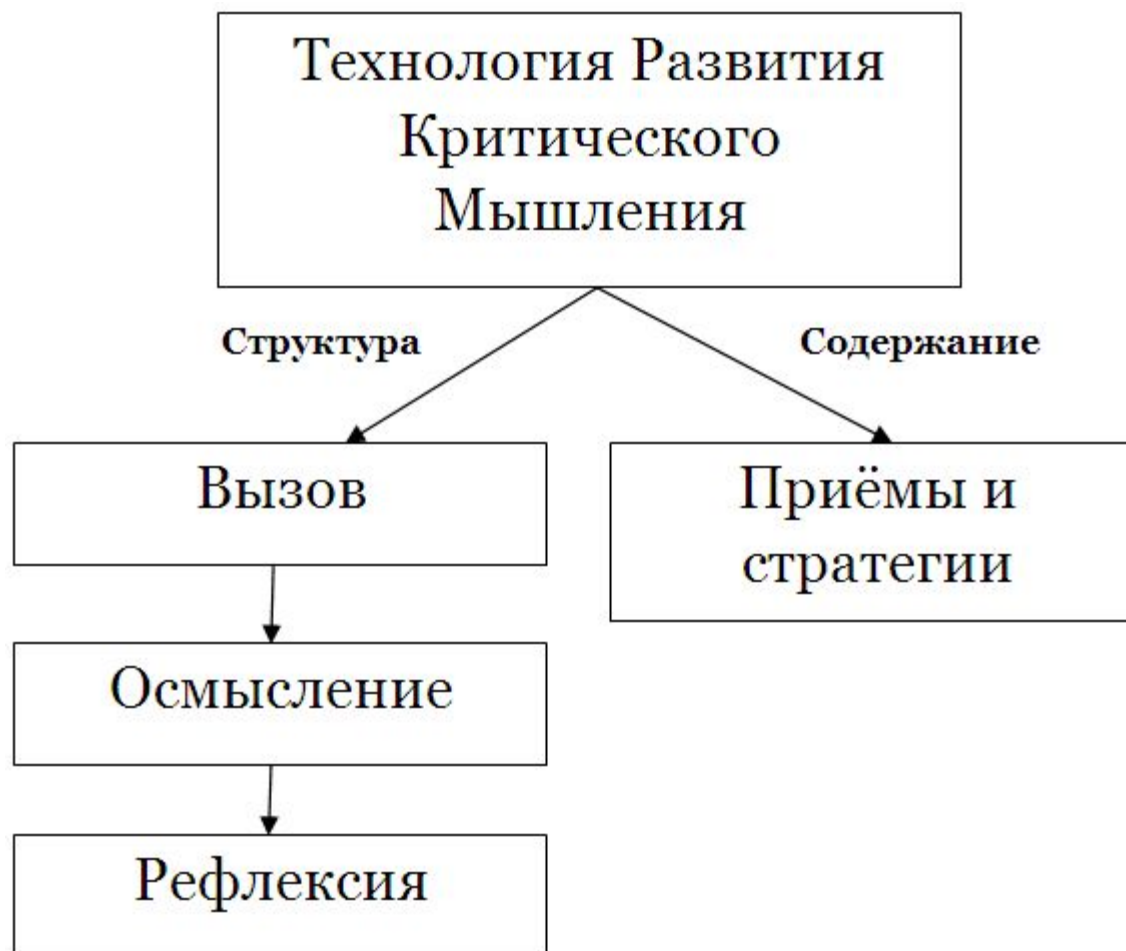 Технология Развития
Критического
Мышления
Структура
Содержание
Вызов
Приёмы и
стратегии
Осмысление
Рефлексия